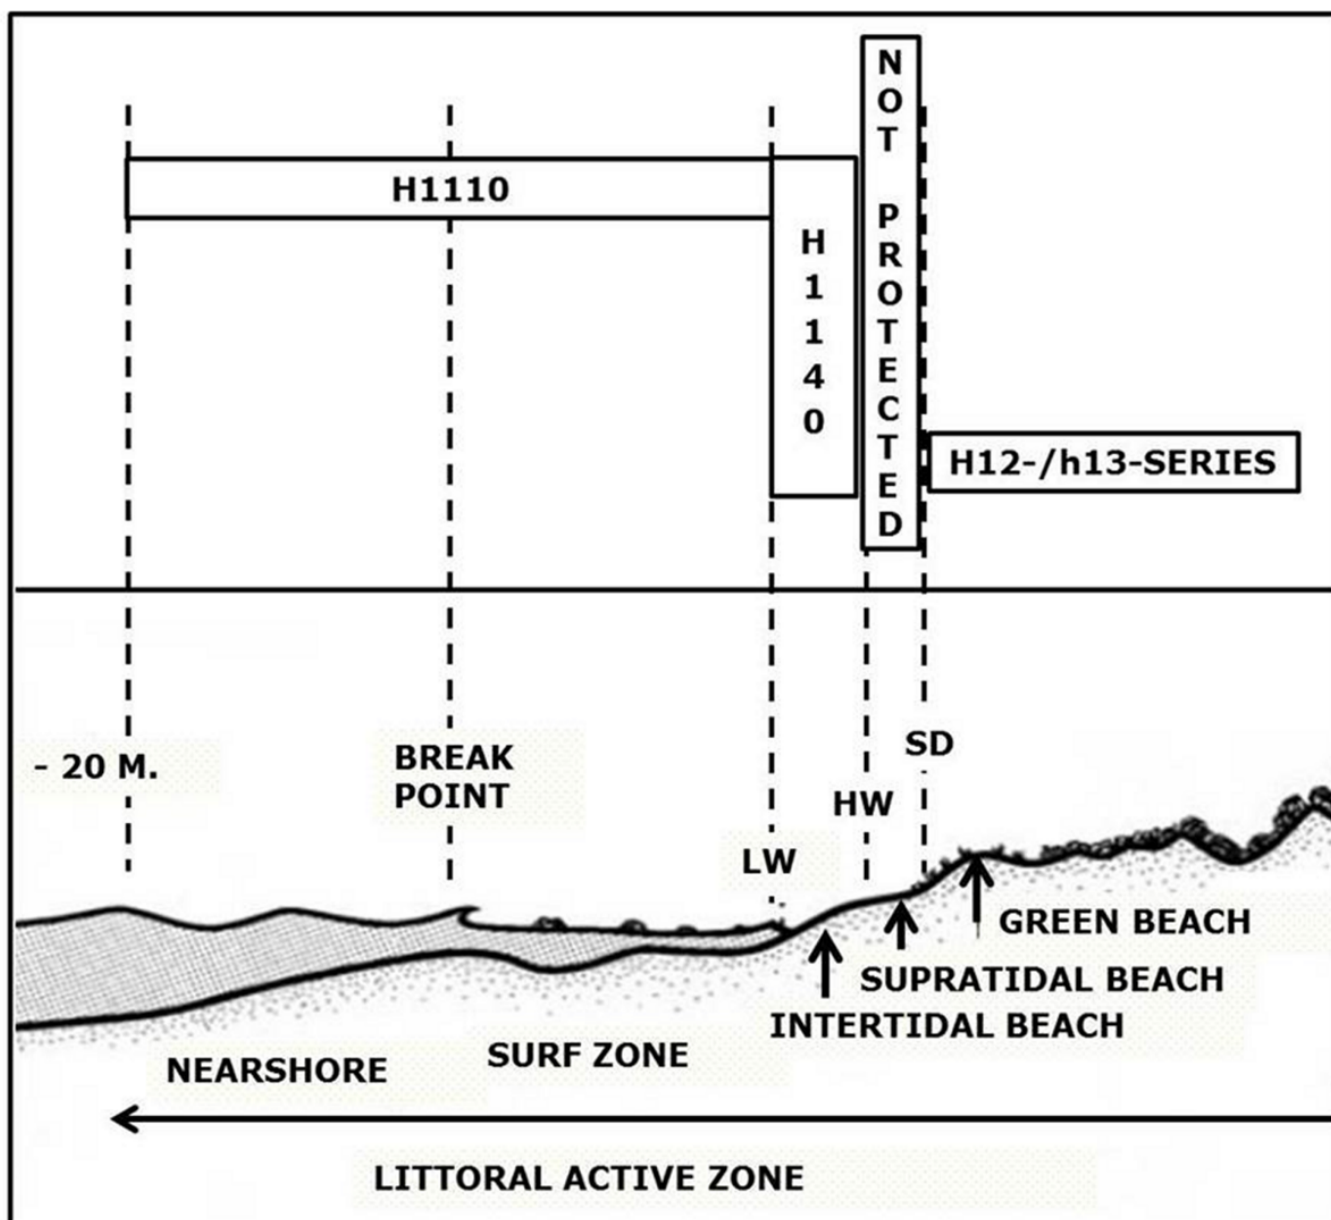 H1110
H1140
NOT PROTECTED
H12-/h13-SERIES
- 20 M.
BREAK
POINT
LW
HW
SD
GREEN BEACH
SUPRATIDAL BEACH
INTERTIDAL BEACH
SURF ZONE
NEARSHORE
LITTORAL ACTIVE ZONE